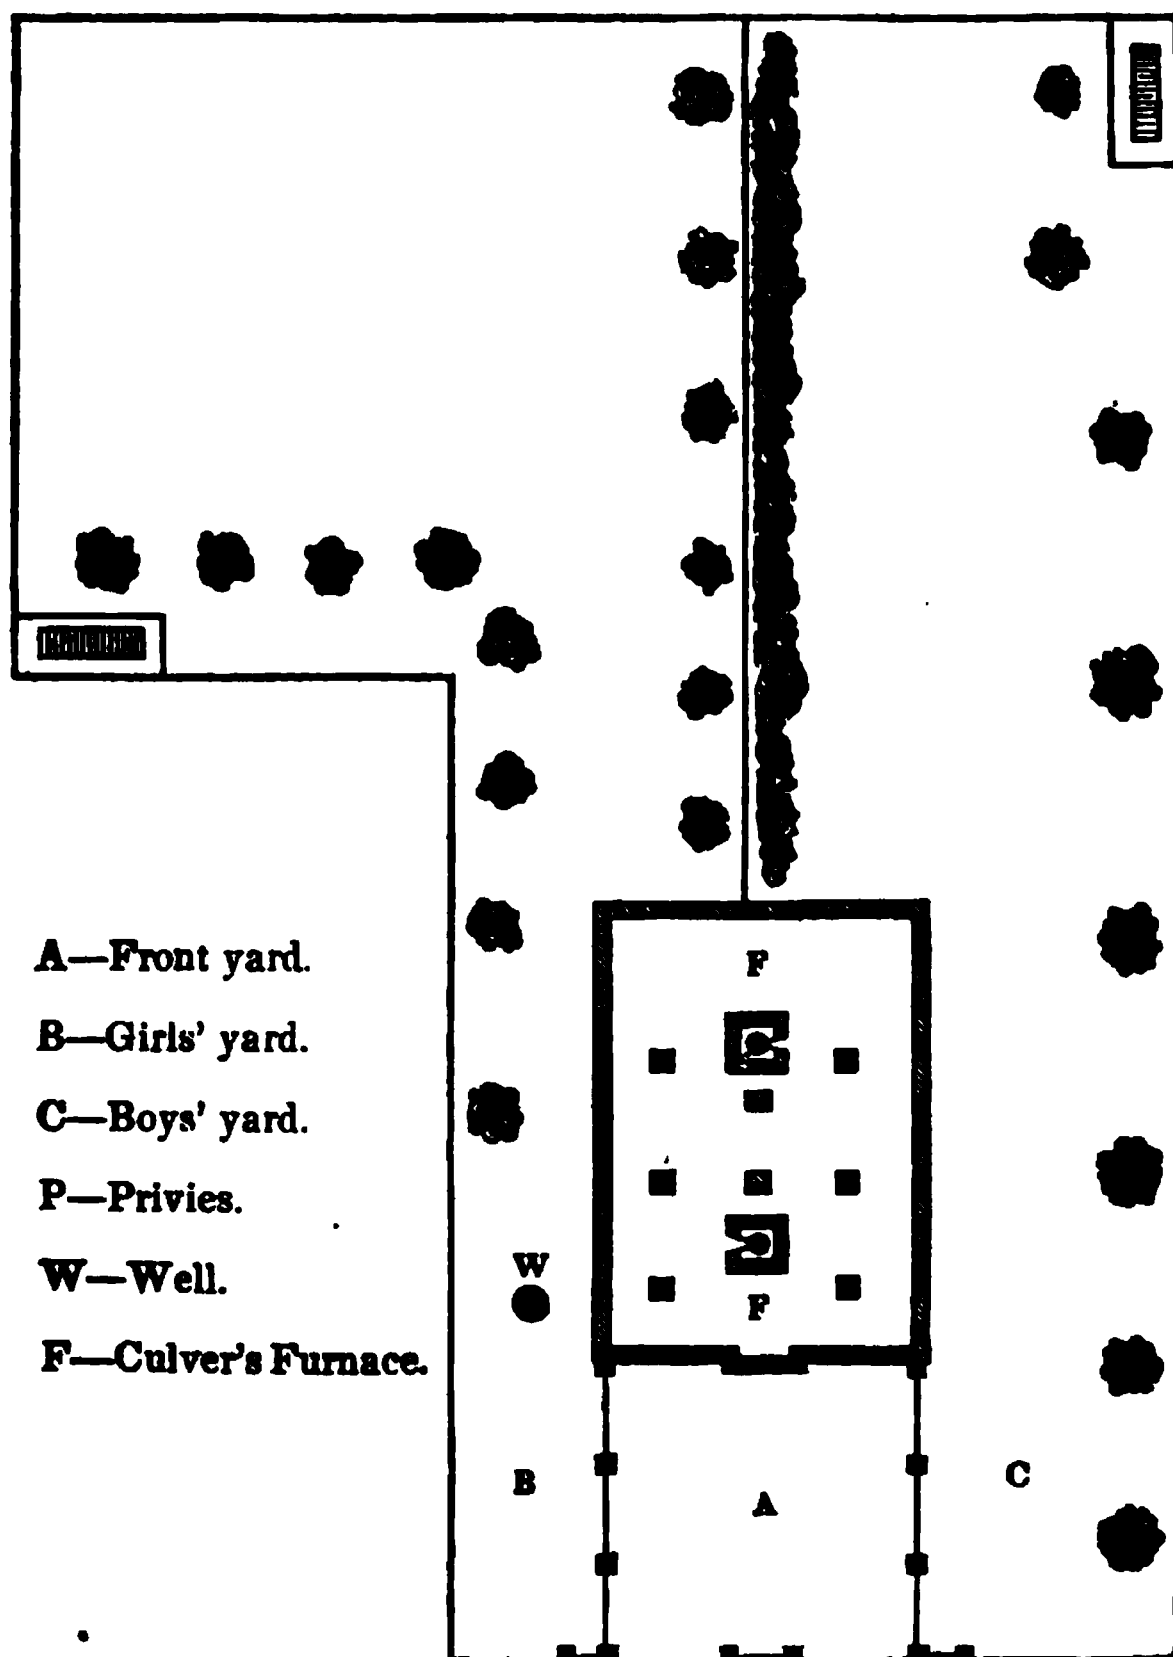 A—Front yard.
B—Girls' yard.
C—Boys' yard.
P—Privies.
W—Well.
F—Culver's Furnace.
F
W
F
B
A
C